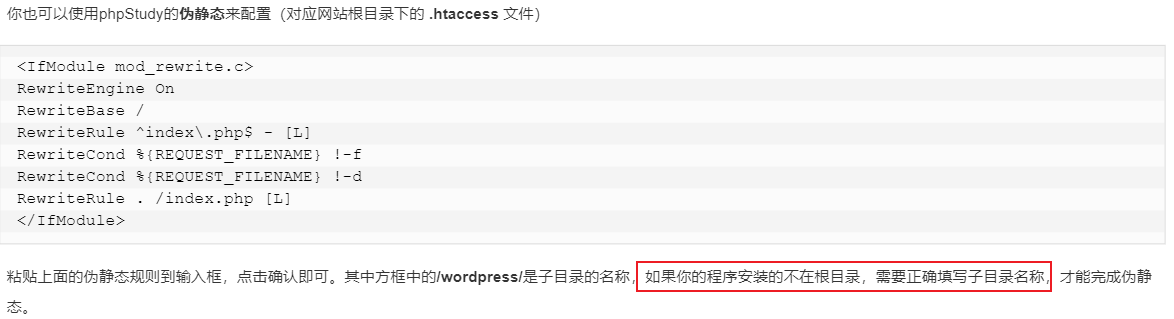 你也可以使用phpStudy的伪静态来配置（对应网站根目录下的 .htaccess 文件）
<IfModule mod_rewrite.c>
RewriteEngine On
RewriteBase /
RewriteRule ^index\.php$ - [L]
RewriteCond %{REQUEST_FILENAME} !-f
RewriteCond %{REQUEST_FILENAME} !-d
RewriteRule . /index.php [L]
</IfModule>
粘贴上面的伪静态规则到输入框，点击确认即可。其中方框中的/wordpress/是子目录的名称，如果你的程序安装的不在根目录，需要正确填写子目录名称，才能完成伪静
态。